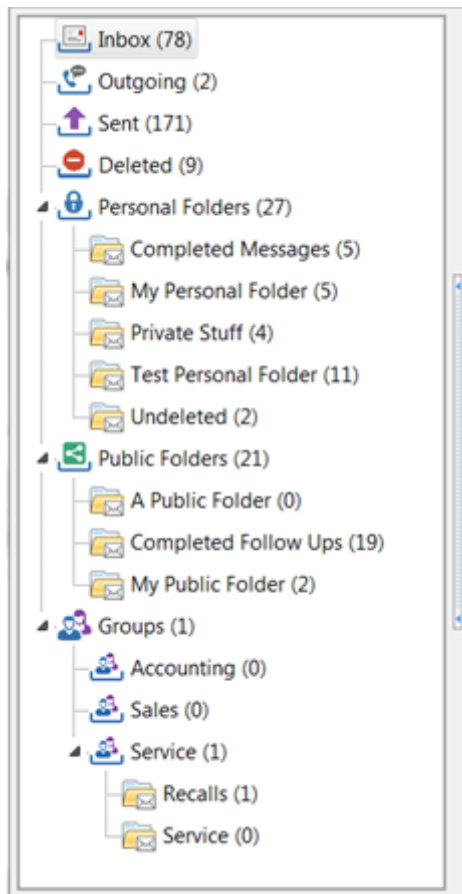 Inbox (78)
Outgoing (2)
Sent (171)
Deleted (9)
Personal Folders (27)
Completed Messages (5)
My Personal Folder (5)
Private Stuff (4)
Test Personal Folder (11)
Undeleted (2)
Public Folders (21)
A Public Folder (0)
Completed Follow Ups (19)
My Public Folder (2)
Groups (1)
Accounting (0)
Sales (0)
Service (1)
Recalls (1)
Service (0)